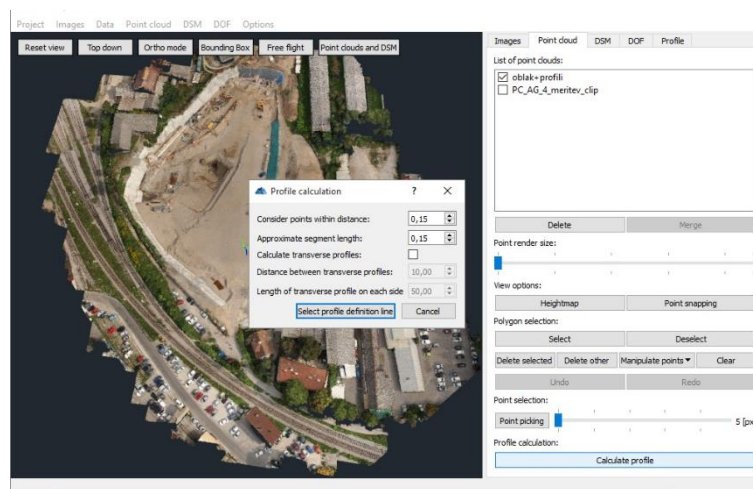 Project Images Data Point cloud DSM DOF Options
Reset view Top down Ortho mode Bounding Box Free flight Point clouds and DSM
Images Point cloud DSM DOF Profile
List of point clouds:
oblak+profili
PC_AG_4_meritev_clip
Profile calculation ? ×
Consider points within distance: 0,15
Approximate segment length: 0,15
Calculate transverse profiles:
Distance between transverse profiles: 10,00
Length of transverse profile on each side 50,00
Select profile definition line Cancel
Delete Merge
Point render size:
View options:
Heightmap Point snapping
Polygon selection:
Select Deselect
Delete selected Delete other Manipulate points Clear
Undo Redo
Point selection:
Point picking 5 [px
Profile calculation:
Calculate profile